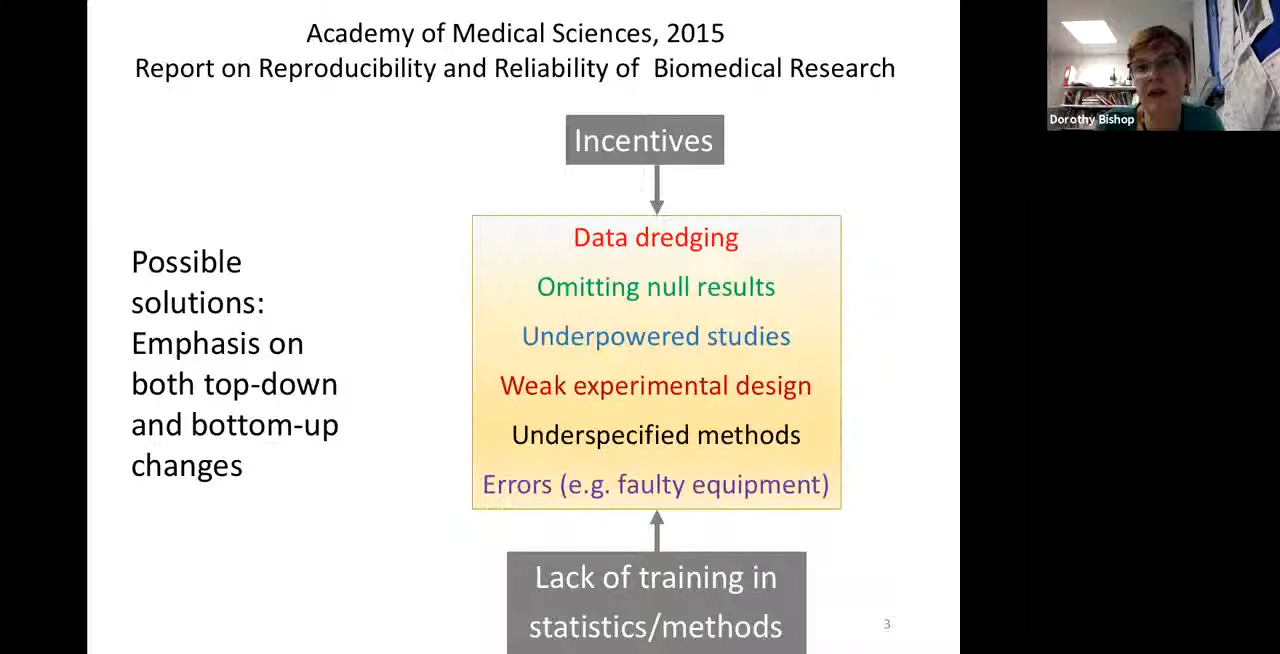 Academy of Medical Sciences, 2015
Report on Reproducibility and Reliability of Biomedical Research
Dorothy Bishop
Incentives
Data dredging
Omitting null results
Underpowered studies
Weak experimental design
Underspecified methods
Errors (e.g. faulty equipment)
Possible
solutions:
Emphasis on
both top-down
and bottom-up
changes
Lack of training in
statistics/methods
3